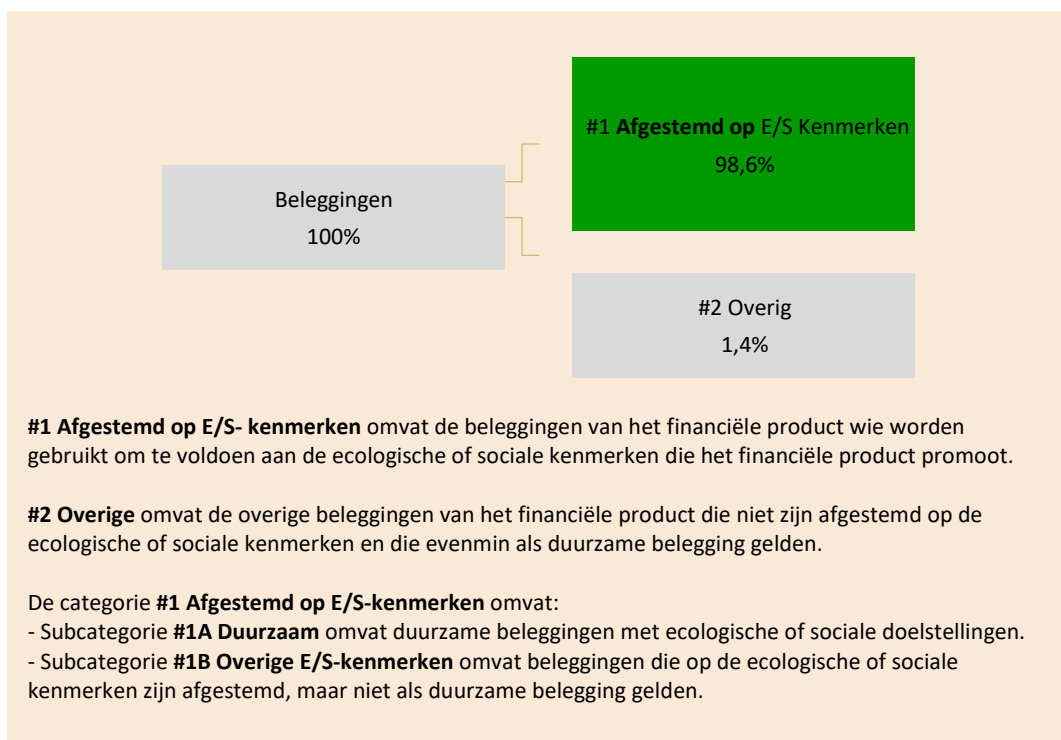 #1 Afgestemd op E/S Kenmerken
98,6%
Beleggingen
100%
#2 Overig
1,4%
#1 Afgestemd op E/S- kenmerken omvat de beleggingen van het financiële product wie worden
gebruikt om te voldoen aan de ecologische of sociale kenmerken die het financiële product promoot.
#2 Overige omvat de overige beleggingen van het financiële product die niet zijn afgestemd op de
ecologische of sociale kenmerken en die evenmin als duurzame belegging gelden.
De categorie #1 Afgestemd op E/S-kenmerken omvat:
- Subcategorie #1A Duurzaam omvat duurzame beleggingen met ecologische of sociale doelstellingen.
- Subcategorie #1B Overige E/S-kenmerken omvat beleggingen die op de ecologische of sociale
kenmerken zijn afgestemd, maar niet als duurzame belegging gelden.